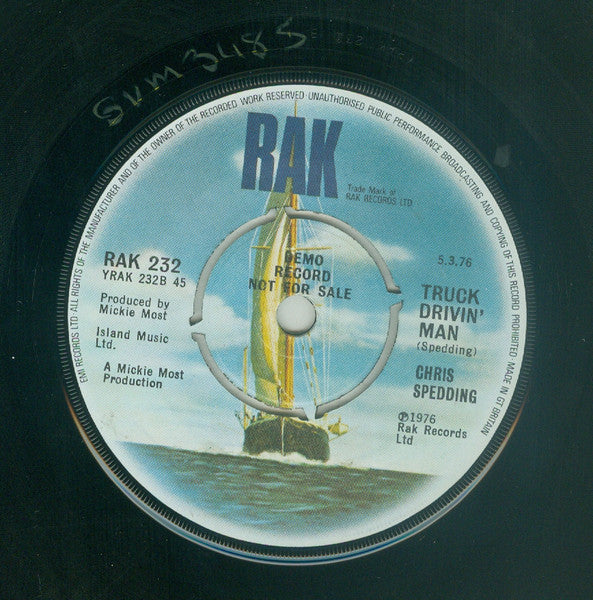 SVM3485
EMI RECORDS LTD·ALL RIGHTS OF THE MANUFACTURER AND OF THE OWNER OF THE RECORDED WORK RESERVED·UNAUTHORISED PUBLIC PERFORMANCE BROADCASTING AND COPYING OF THIS RECORD PROHIBITED·MADE IN GT BRITAIN
RAK
Trade Mark of
RAK RECORDS LTD.
RAK 232
YRAK 232B 45
DEMO
RECORD
NOT FOR SALE
5.3.76
Produced by
Mickie Most
Island Music
Ltd.
A Mickie Most
Production
TRUCK
DRIVIN'
MAN
(Spedding)
CHRIS
SPEDDING
℗1976
Rak Records
Ltd